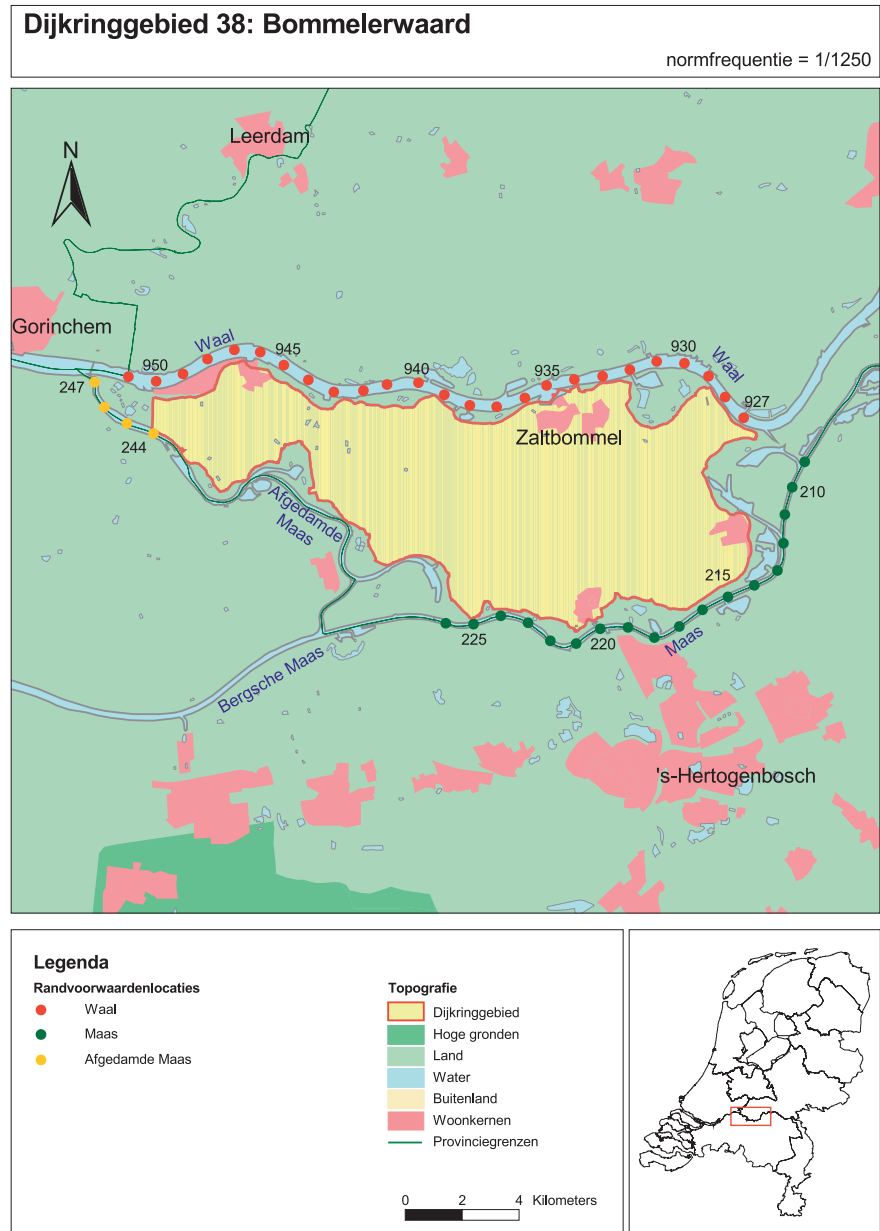 Dijkringgebied 38: Bommelerwaard
normfrequentie = 1/1250
Leerdam
N
Gorinchem
Waal
950
945
940
935
930
Waal
927
247
244
Zaltbommel
Afgedamde
Maas
210
215
225
220
Maas
Bergsche Maas
's-Hertogenbosch
Legenda
Randvoorwaardenlocaties
Waal
Maas
Afgedamde Maas
Topografie
Dijkringgebied
Hoge gronden
Land
Water
Buitenland
Woonkernen
Provinciegrenzen
0 2 4 Kilometers